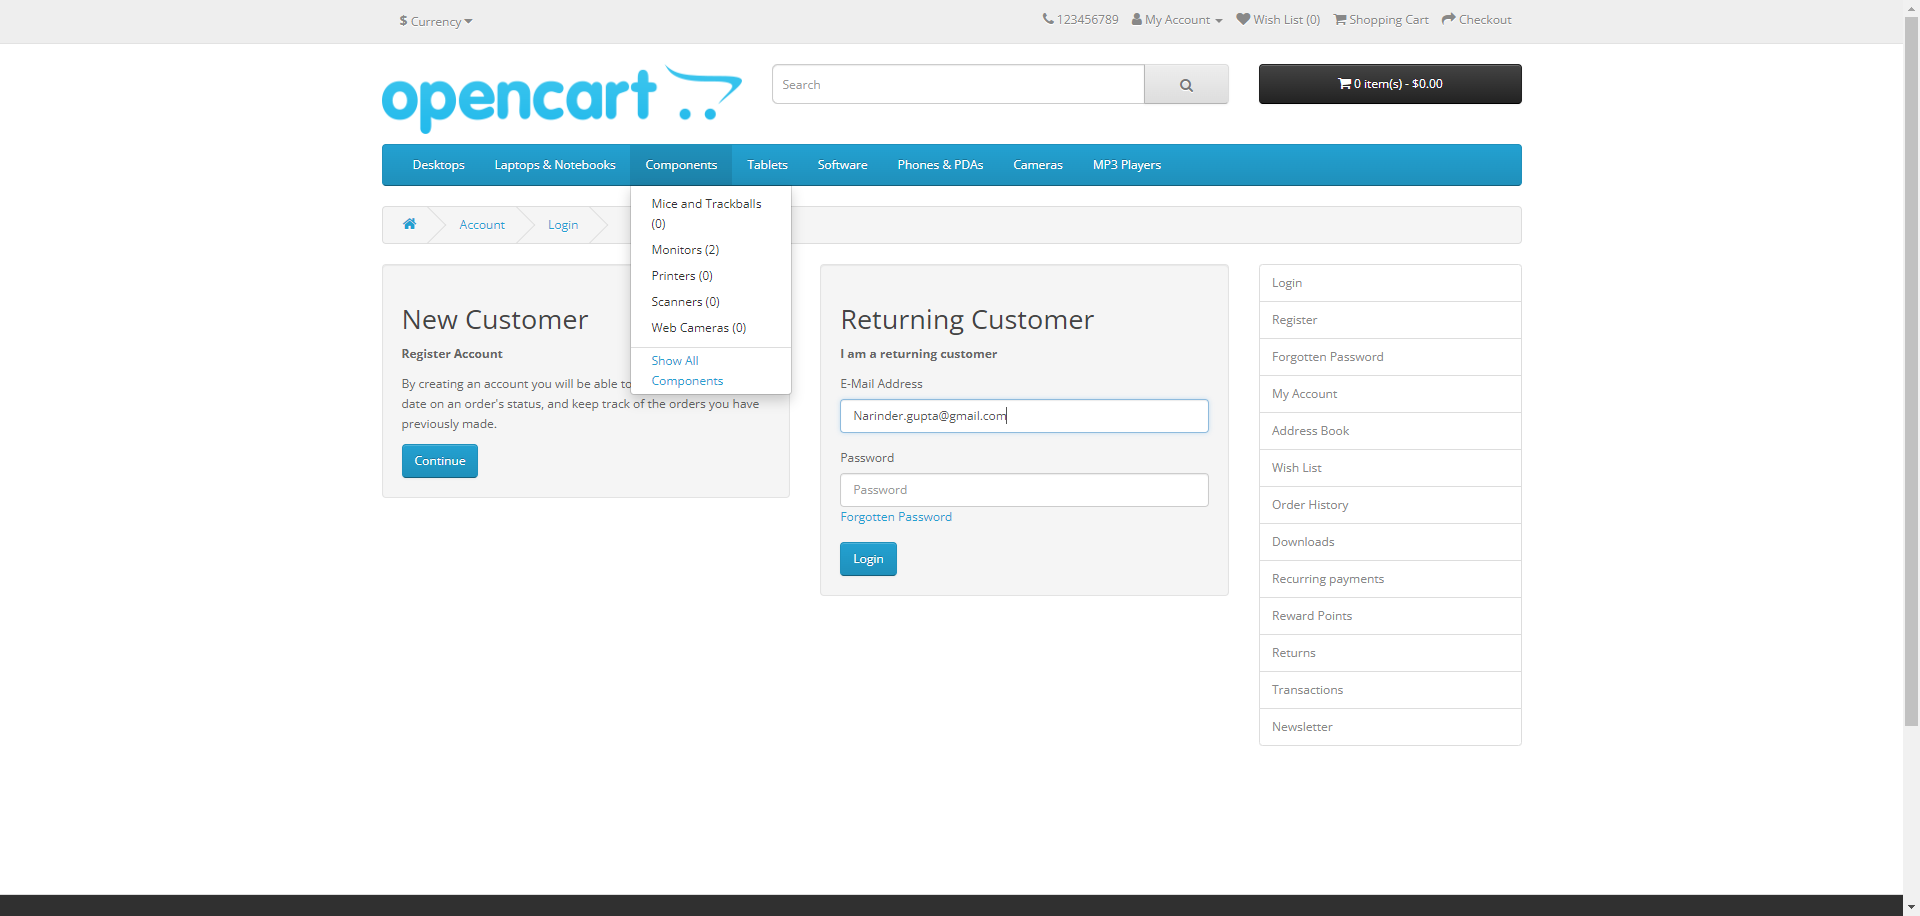 $ Currency
123456789 My Account Wish List (0) Shopping Cart Checkout
opencart
Search
0 item(s) - $0.00
Desktops Laptops & Notebooks Components Tablets Software Phones & PDAs Cameras MP3 Players
Mice and Trackballs
(0)
Monitors (2)
Printers (0)
Scanners (0)
Web Cameras (0)
Show All
Components
Account Login
New Customer
Register Account
By creating an account you will be able to
date on an order's status, and keep track of the orders you have
previously made.
Continue
Returning Customer
I am a returning customer
E-Mail Address
Narinder.gupta@gmail.com
Password
Password
Forgotten Password
Login
Login
Register
Forgotten Password
My Account
Address Book
Wish List
Order History
Downloads
Recurring payments
Reward Points
Returns
Transactions
Newsletter